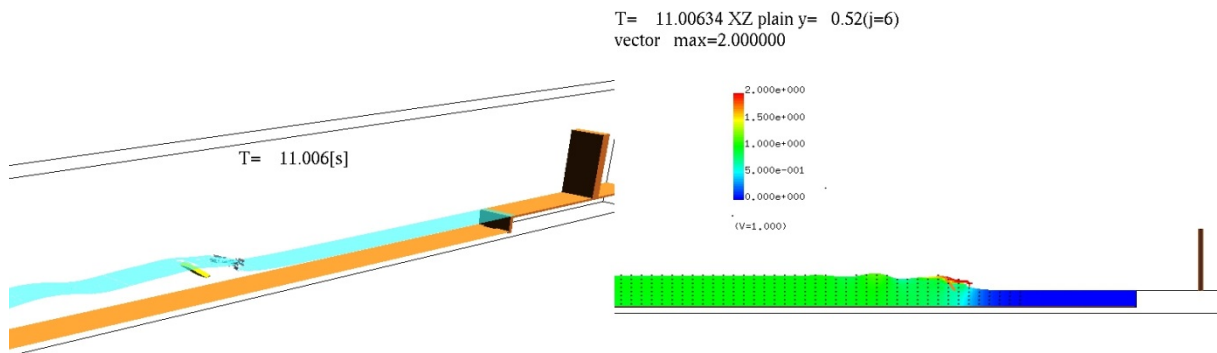 T= 11.006[s]
T= 11.00634 XZ plain y= 0.52(j=6)
vector max=2.000000
2.000e+000
1.500e+000
1.000e+000
5.000e-001
0.000e+000
(V=1.000)